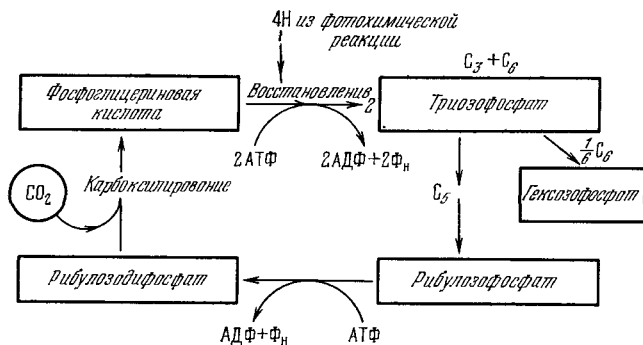 4H из фотохимической
реакции
C₃ + C₆
Фосфоглицериновая
кислота
Восстановление
2
Триозофосфат
2АТФ
2АДФ+2Фн
1/6 C₆
CO₂
Карбоксилирование
C₅
Гексозофосфат
Рибулозодифосфат
Рибулозофосфат
АДФ+Фн
АТФ